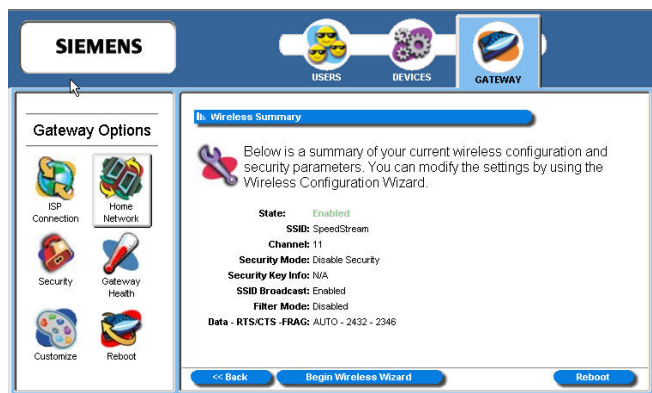 SIEMENS
USERS
DEVICES
GATEWAY
Gateway Options
ISP
Connection
Home
Network
Security
Gateway
Health
Customize
Reboot
Wireless Summary
Below is a summary of your current wireless configuration and
security parameters. You can modify the settings by using the
Wireless Configuration Wizard.
State: Enabled
SSID: SpeedStream
Channel: 11
Security Mode: Disable Security
Security Key Info: N/A
SSID Broadcast: Enabled
Filter Mode: Disabled
Data - RTS/CTS -FRAG: AUTO - 2432 - 2346
<< Back
Begin Wireless Wizard
Reboot